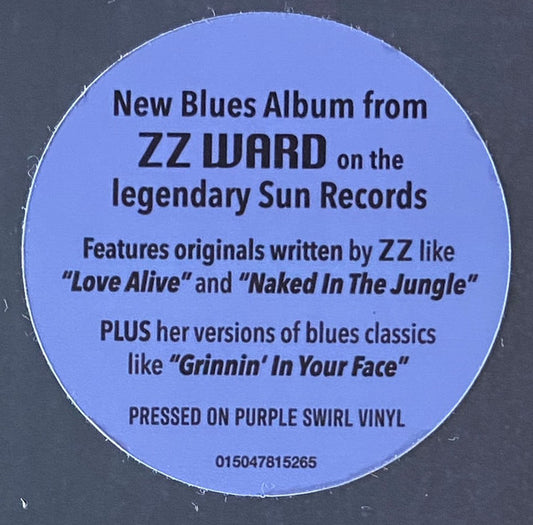 New Blues Album from
ZZ WARD on the
legendary Sun Records
Features originals written by ZZ like
"Love Alive" and "Naked In The Jungle"
PLUS her versions of blues classics
like "Grinnin' In Your Face"
PRESSED ON PURPLE SWIRL VINYL
015047815265